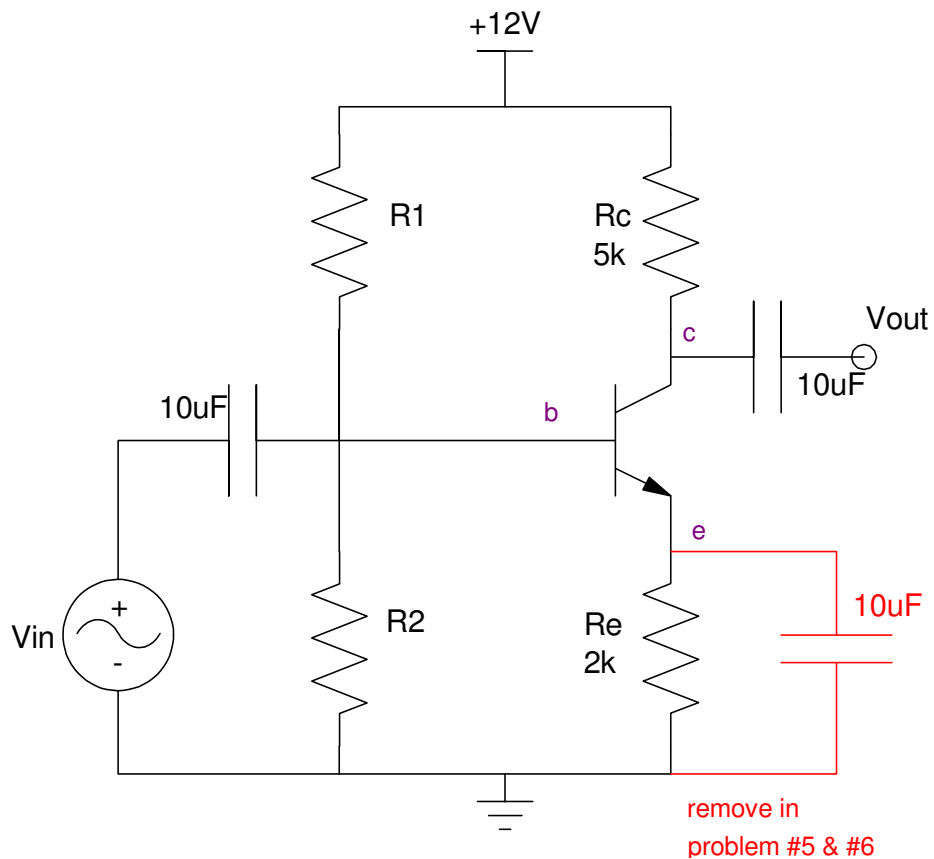 +12V
R1
Rc
5k
c
Vout
10uF
10uF
b
e
+
Vin
-
R2
Re
2k
10uF
remove in
problem #5 & #6